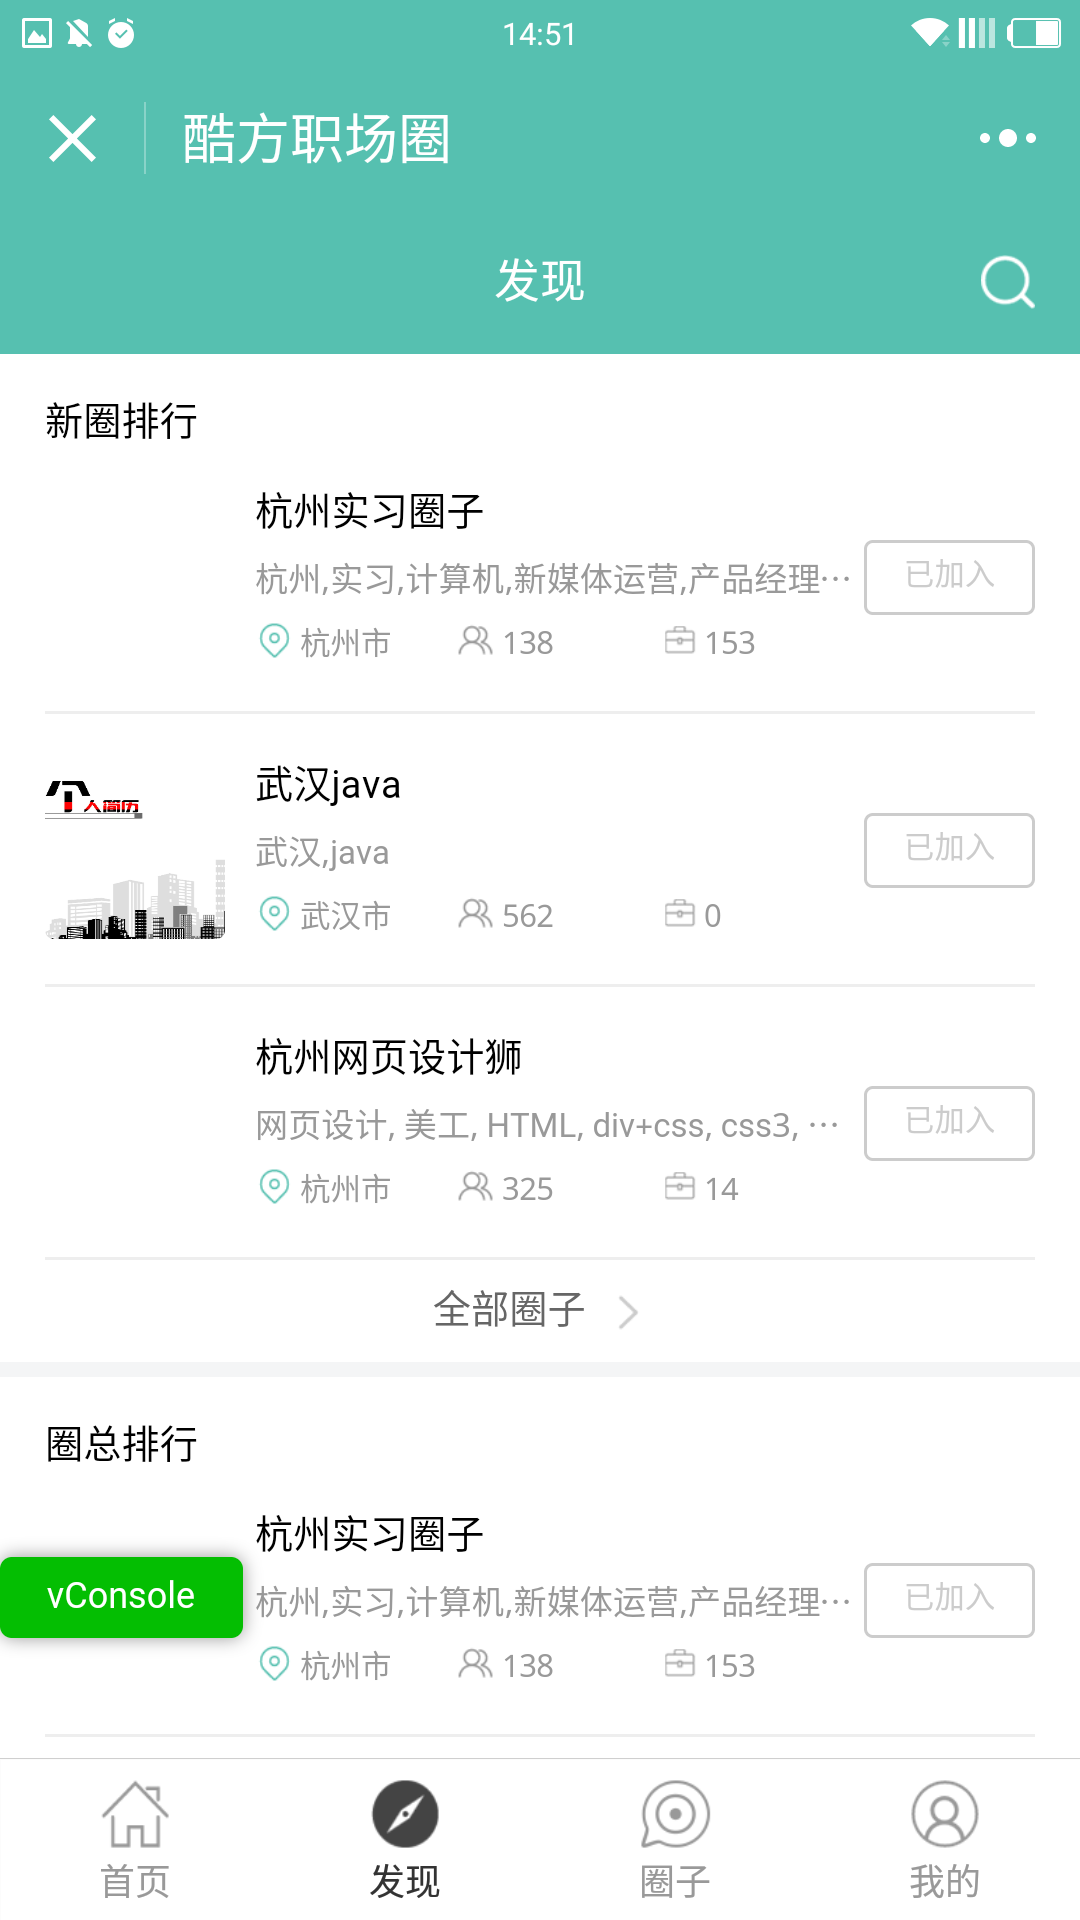 14:51
酷方职场圈
发现
新圈排行
杭州实习圈子
杭州,实习,计算机,新媒体运营,产品经理···
已加入
杭州市 138 153
武汉java
个人简历
武汉,java
已加入
武汉市 562 0
杭州网页设计狮
网页设计, 美工, HTML, div+css, css3, ···
已加入
杭州市 325 14
全部圈子
圈总排行
杭州实习圈子
vConsole
杭州,实习,计算机,新媒体运营,产品经理···
已加入
杭州市 138 153
首页 发现 圈子 我的